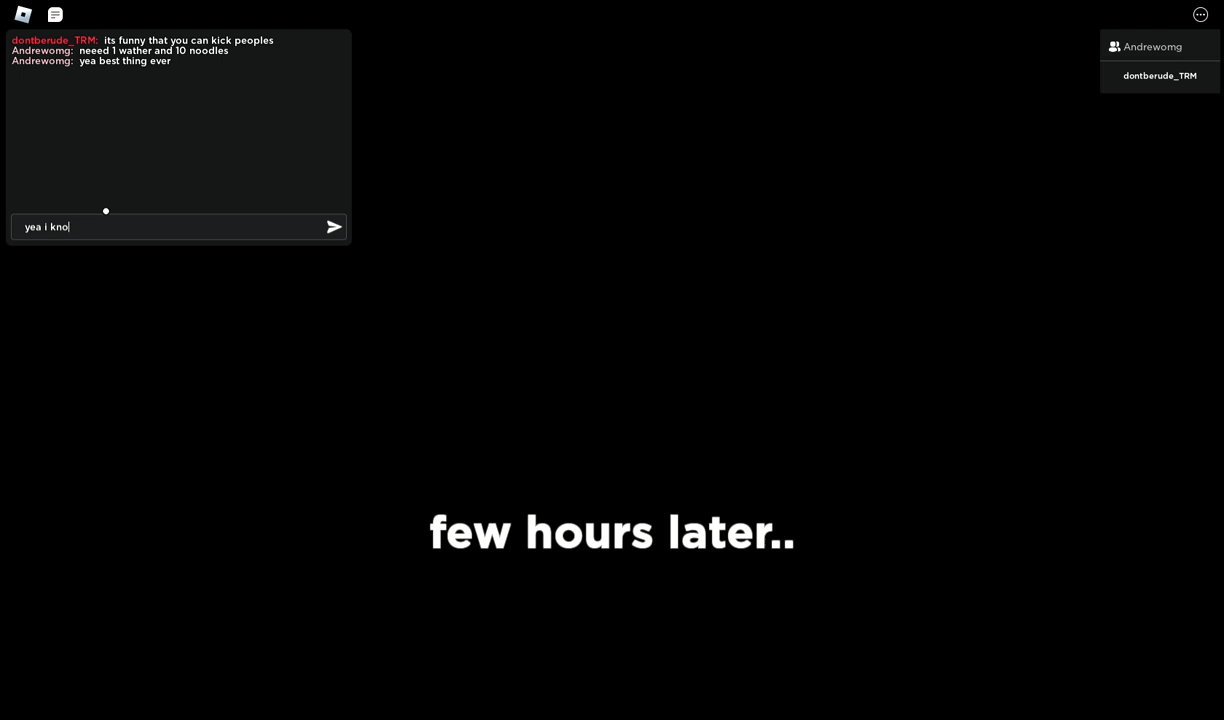 dontberude_TRM: its funny that you can kick peoples
Andrewomg: neeed 1 wather and 10 noodles
Andrewomg: yea best thing ever
yea i kno
Andrewomg
dontberude_TRM
few hours later..